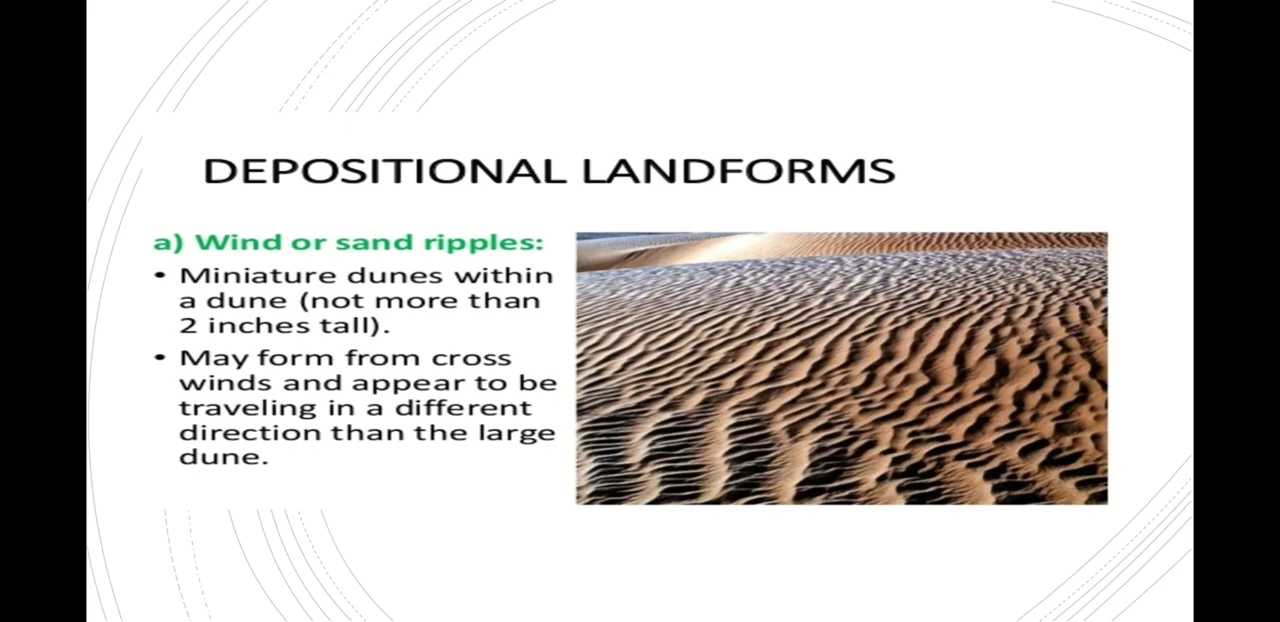 DEPOSITIONAL LANDFORMS
a) Wind or sand ripples:
• Miniature dunes within
a dune (not more than
2 inches tall).
• May form from cross
winds and appear to be
traveling in a different
direction than the large
dune.